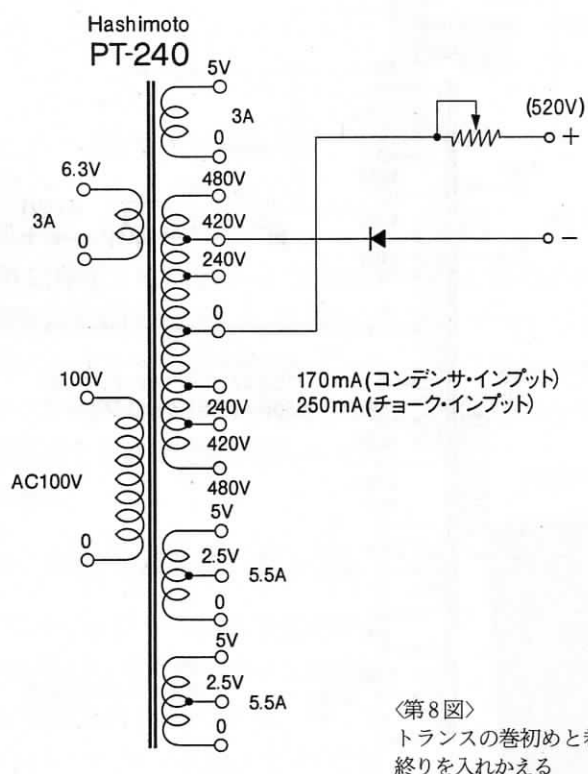 Hashimoto
PT-240
5V
3A
0
6.3V
3A
0
480V
420V
240V
0
240V
420V
480V
100V
AC100V
0
(520V)
+
−
170mA(コンデンサ・インプット)
250mA(チョーク・インプット)
5V
2.5V
5.5A
0
5V
2.5V
5.5A
0
〈第8図〉
トランスの巻初めと巻
終りを入れかえる